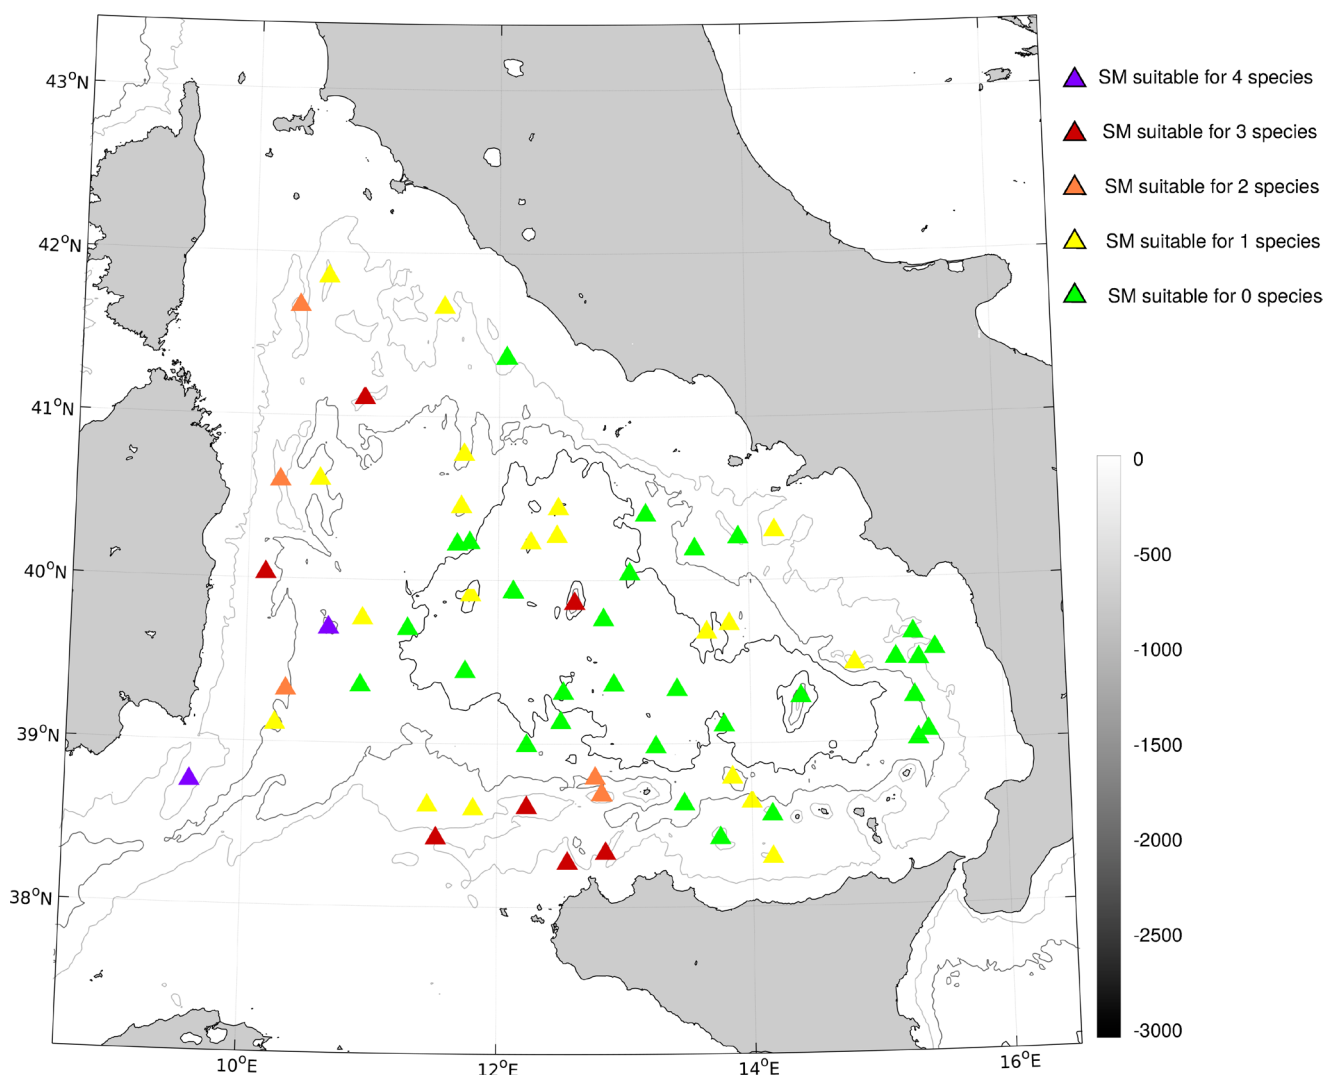 43°N
42°N
41°N
40°N
39°N
38°N
10°E
12°E
14°E
16°E
SM suitable for 4 species
SM suitable for 3 species
SM suitable for 2 species
SM suitable for 1 species
SM suitable for 0 species
0
-500
-1000
-1500
-2000
-2500
-3000